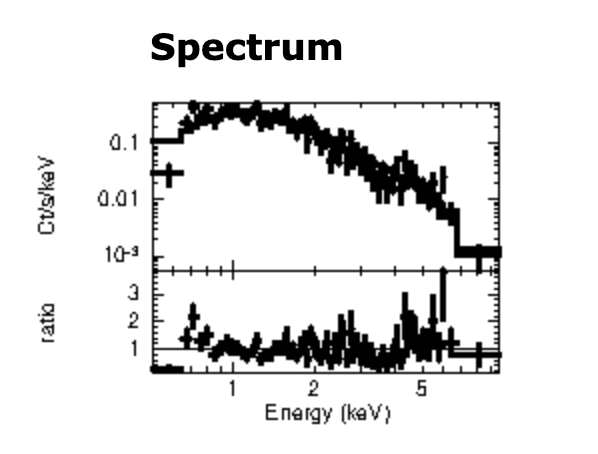 Spectrum
Ct/s/keV
0.1
0.01
10⁻³
ratio
3
2
1
1 2 5
Energy (keV)